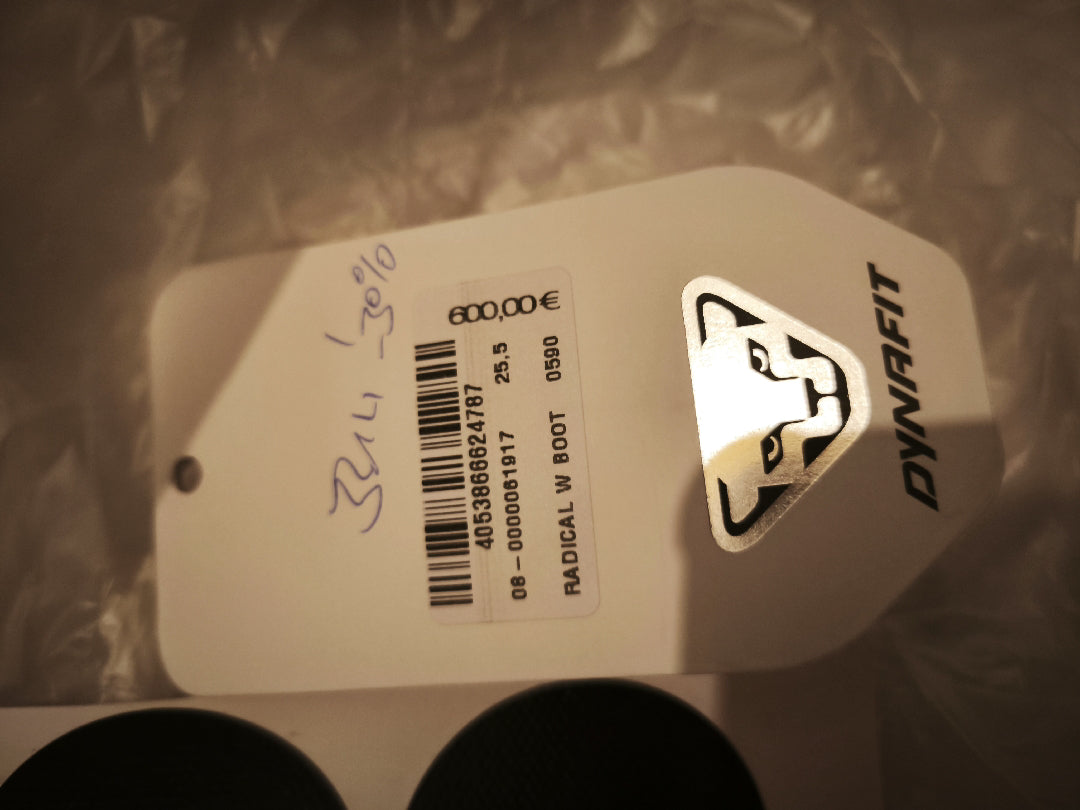 -30%
600,00€
4053866624787
08-0000061917 25,5
RADICAL W BOOT 0590
DYNAFIT